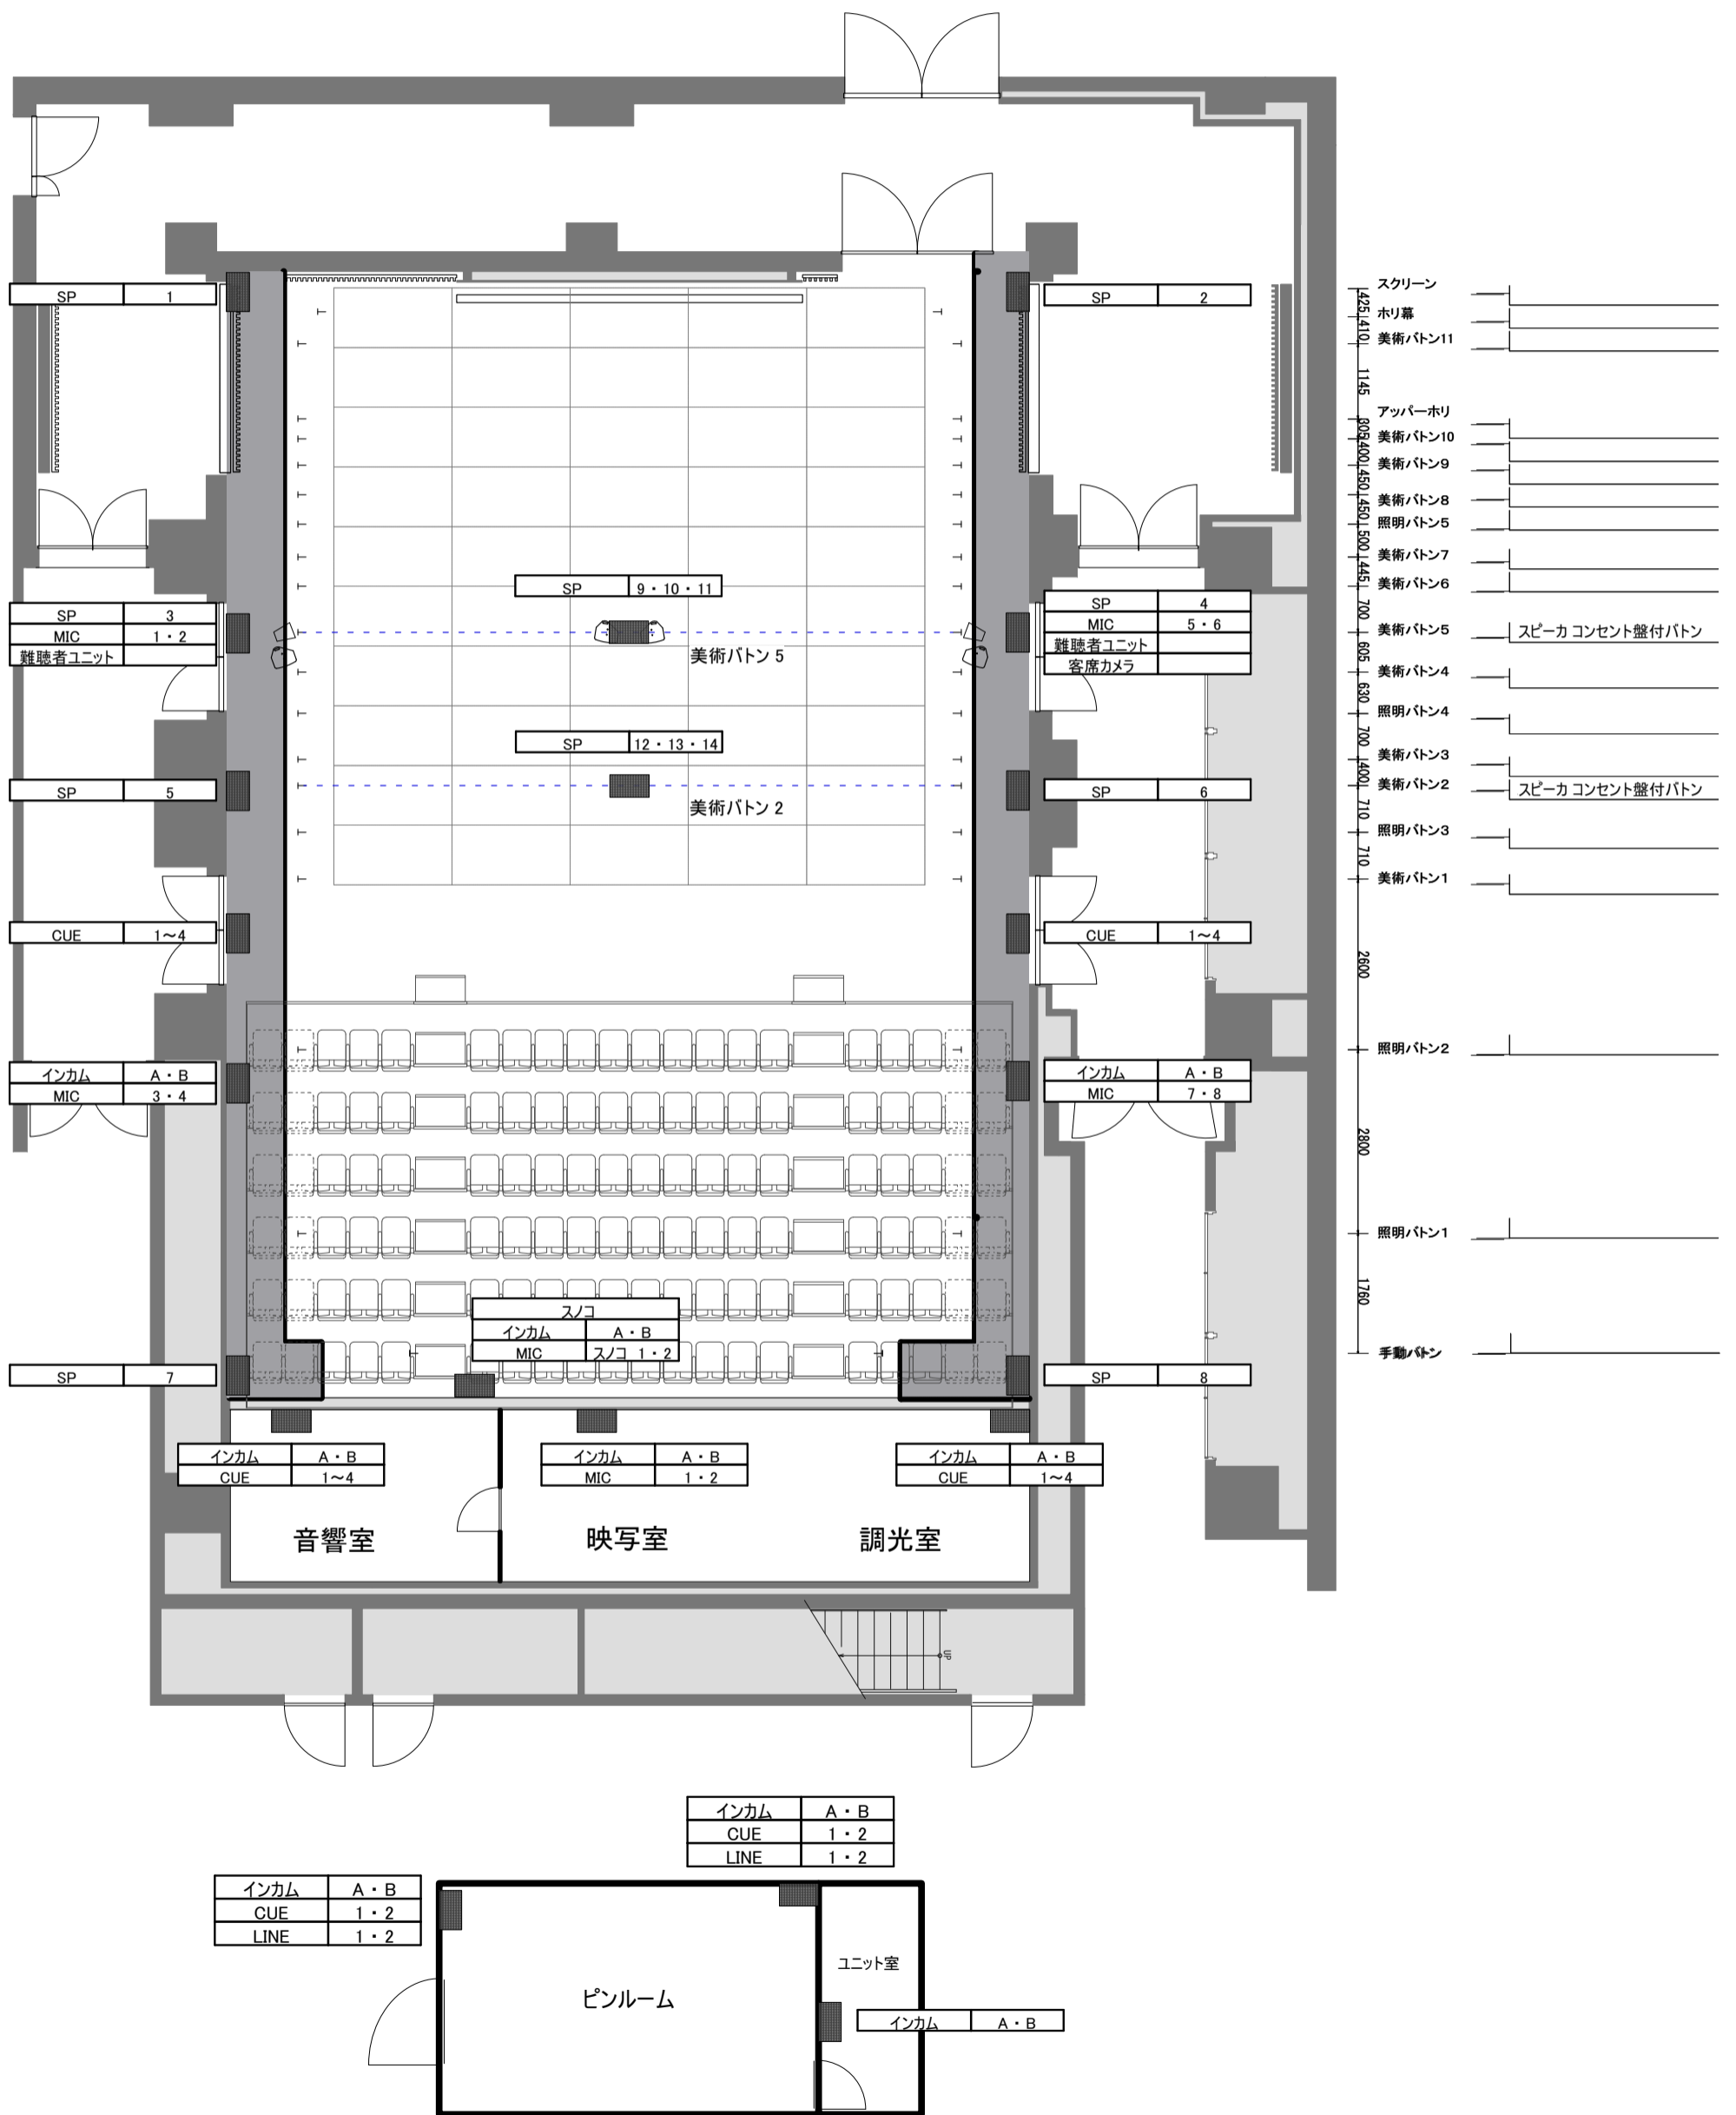 SP 1
SP 2
SP 9・10・11
SP 3
MIC 1・2
難聴者ユニット
SP 4
MIC 5・6
難聴者ユニット
客席カメラ
美術バトン 5
SP 12・13・14
SP 5
SP 6
美術バトン 2
CUE 1～4
CUE 1～4
インカム A・B
MIC 3・4
インカム A・B
MIC 7・8
スノコ
インカム A・B
MIC スノコ 1・2
SP 7
SP 8
インカム A・B
CUE 1～4
インカム A・B
MIC 1・2
インカム A・B
CUE 1～4
音響室
映写室
調光室
UP
スクリーン
425
ホリ幕
410
美術バトン11
1145
アッパーホリ
305
美術バトン10
400
美術バトン9
450
美術バトン8
450
照明バトン5
500
美術バトン7
445
美術バトン6
700
美術バトン5 スピーカ コンセント盤付バトン
605
美術バトン4
630
照明バトン4
700
美術バトン3
400
美術バトン2 スピーカ コンセント盤付バトン
710
照明バトン3
710
美術バトン1
2600
照明バトン2
2800
照明バトン1
1760
手動バトン
インカム A・B
CUE 1・2
LINE 1・2
インカム A・B
CUE 1・2
LINE 1・2
ピンルーム
ユニット室
インカム A・B